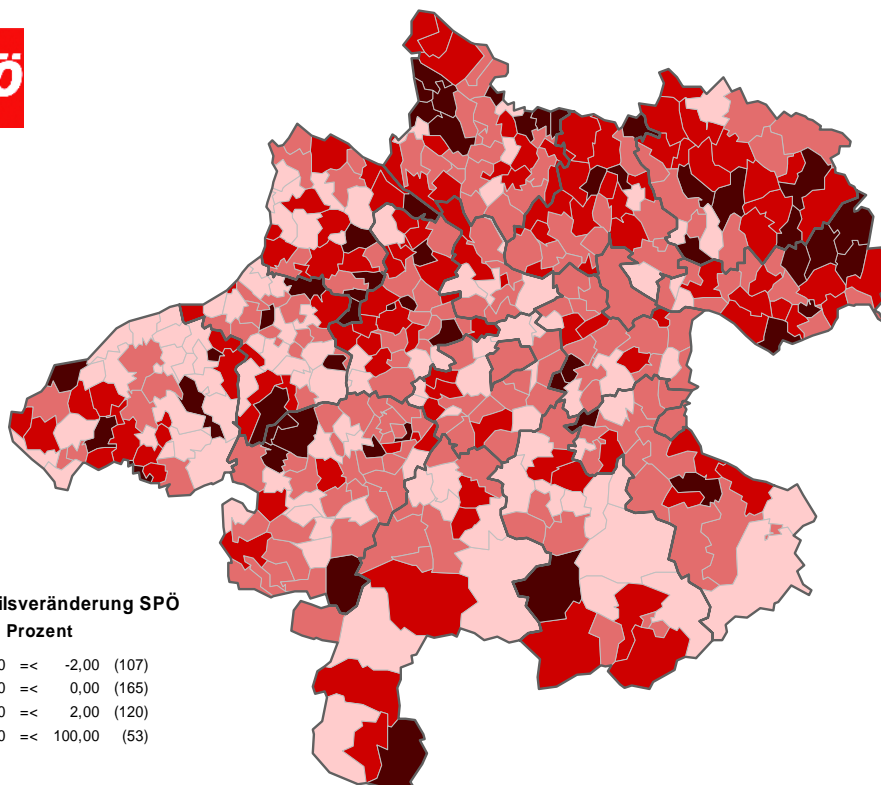 Ö
ilsveränderung SPÖ
Prozent
0 =< -2,00 (107)
0 =< 0,00 (165)
0 =< 2,00 (120)
0 =< 100,00 (53)